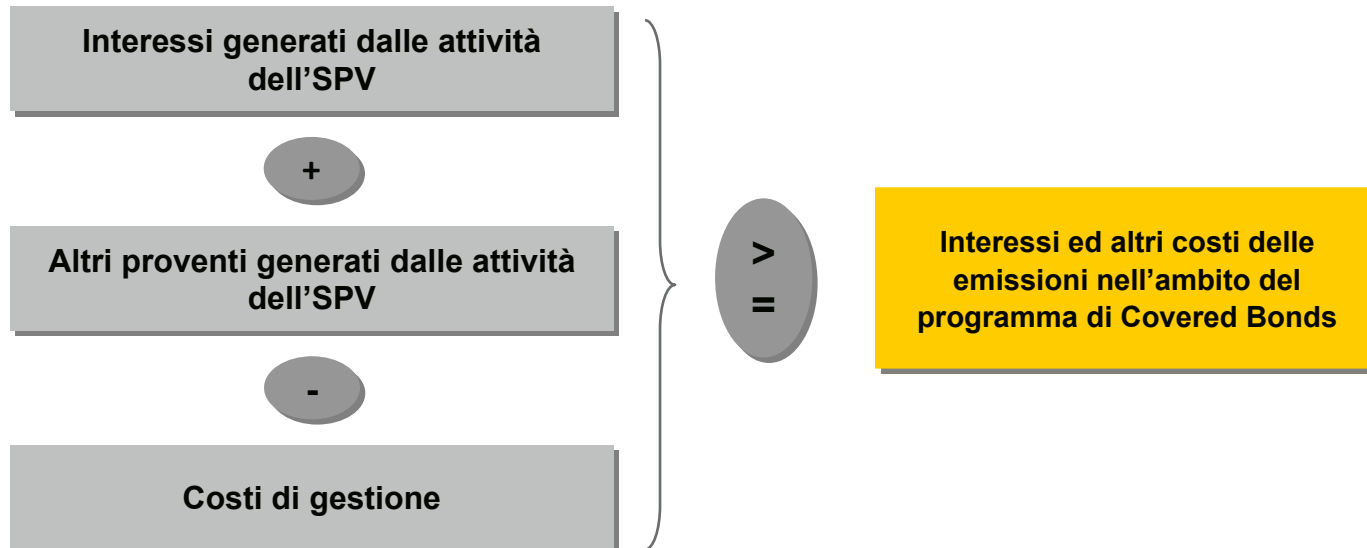 Interessi generati dalle attività
dell’SPV
+
Altri proventi generati dalle attività
dell’SPV
-
Costi di gestione
>
=
Interessi ed altri costi delle
emissioni nell’ambito del
programma di Covered Bonds